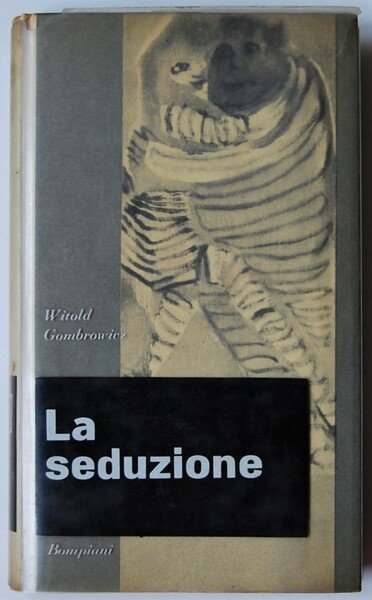 Witold
Gombrowicz
La
seduzione
Bompiani